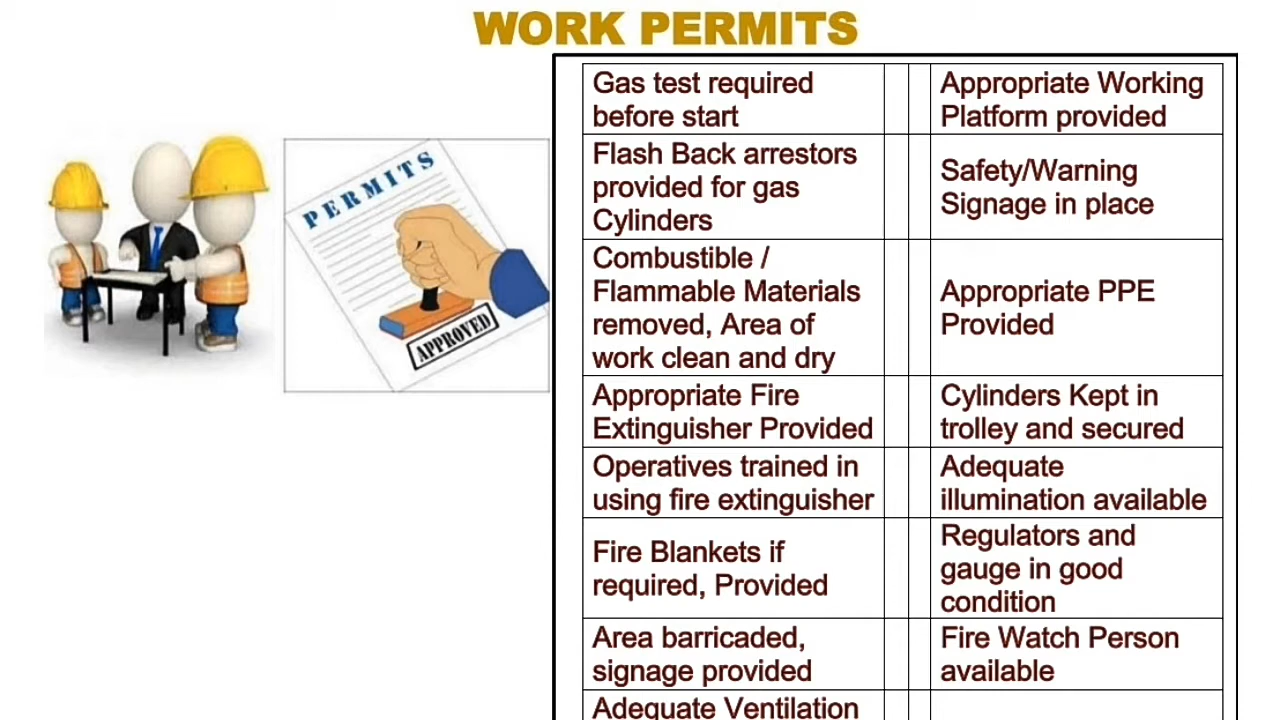 WORK PERMITS
PERMITS
APPROVED
Gas test required
before start
Appropriate Working
Platform provided
Flash Back arrestors
provided for gas
Cylinders
Safety/Warning
Signage in place
Combustible /
Flammable Materials
removed, Area of
work clean and dry
Appropriate PPE
Provided
Appropriate Fire
Extinguisher Provided
Cylinders Kept in
trolley and secured
Operatives trained in
using fire extinguisher
Adequate
illumination available
Fire Blankets if
required, Provided
Regulators and
gauge in good
condition
Area barricaded,
signage provided
Fire Watch Person
available
Adequate Ventilation